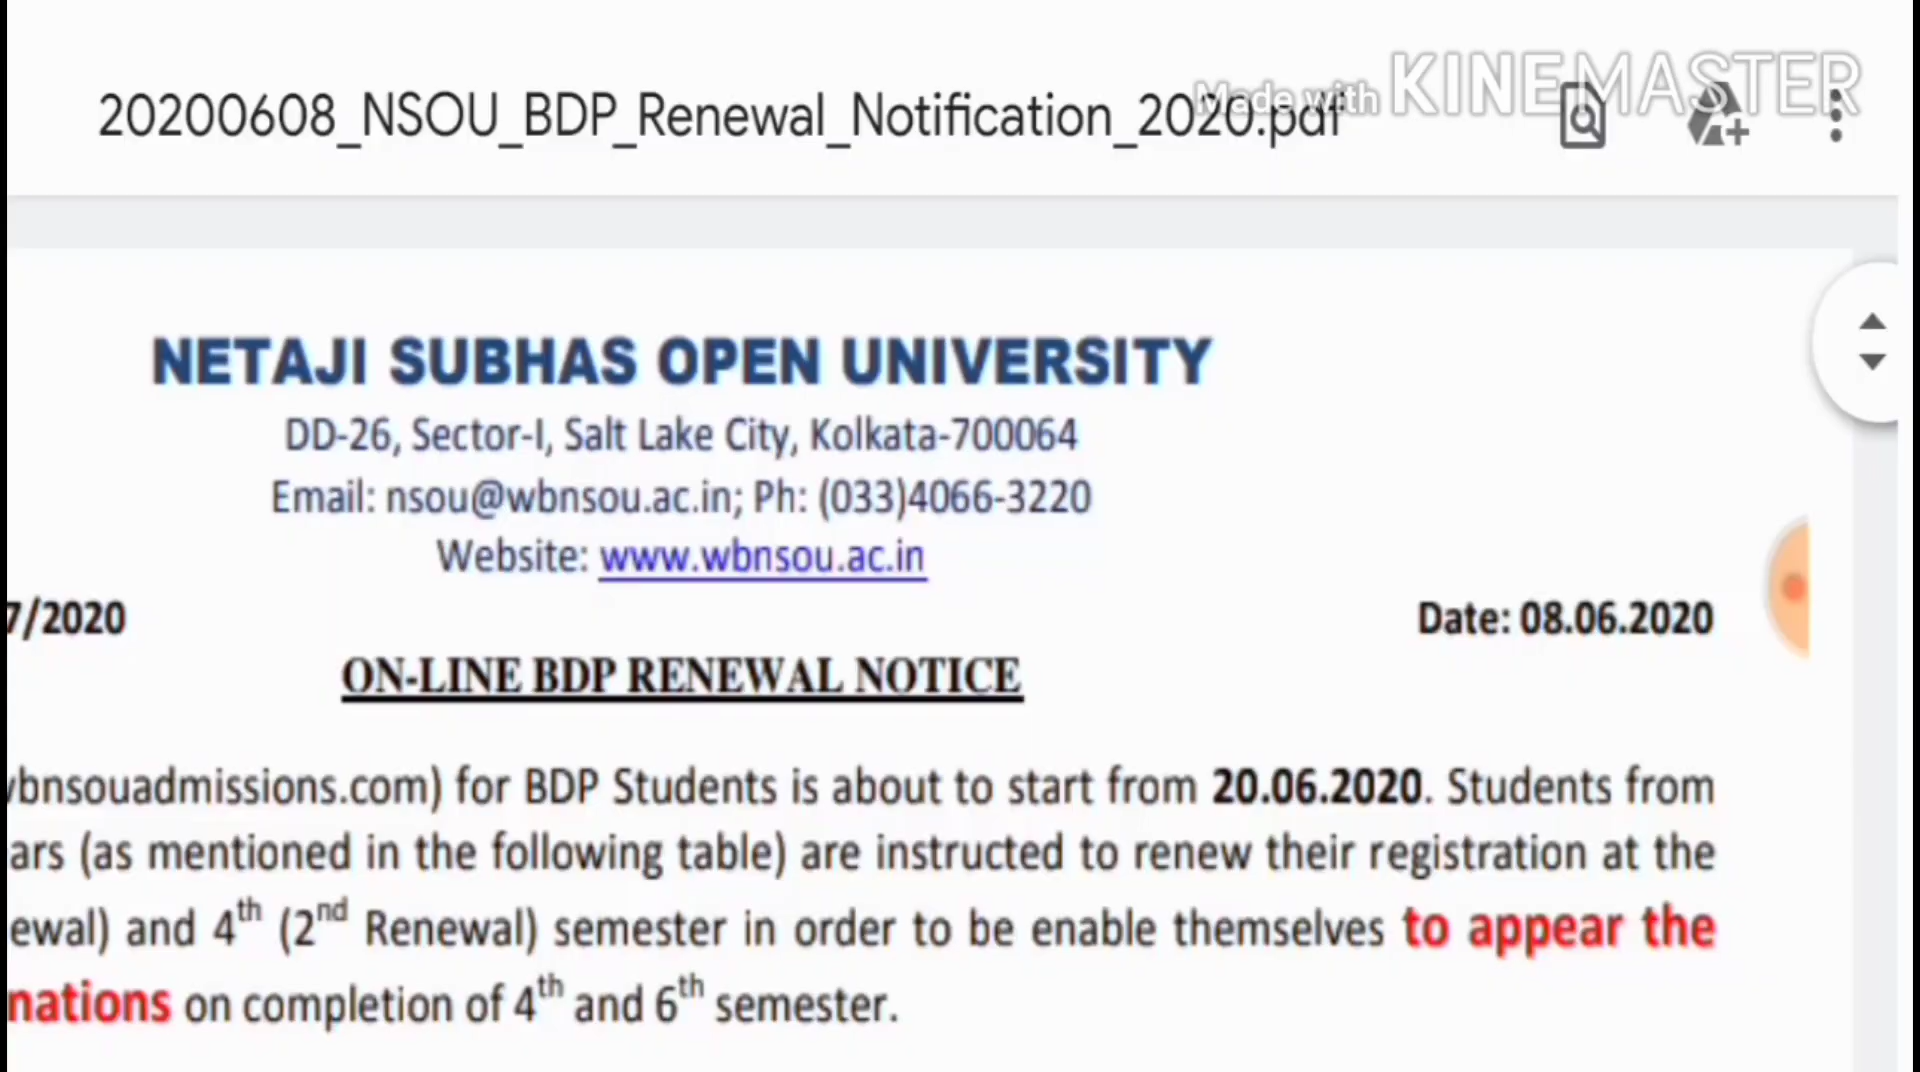 Made with KINEMASTER
20200608_NSOU_BDP_Renewal_Notification_2020.pdf
NETAJI SUBHAS OPEN UNIVERSITY
DD-26, Sector-I, Salt Lake City, Kolkata-700064
Email: nsou@wbnsou.ac.in; Ph: (033)4066-3220
Website: www.wbnsou.ac.in
7/2020 Date: 08.06.2020
ON-LINE BDP RENEWAL NOTICE
bnsouadmissions.com) for BDP Students is about to start from 20.06.2020. Students from
ars (as mentioned in the following table) are instructed to renew their registration at the
ewal) and 4th (2nd Renewal) semester in order to be enable themselves to appear the
nations on completion of 4th and 6th semester.